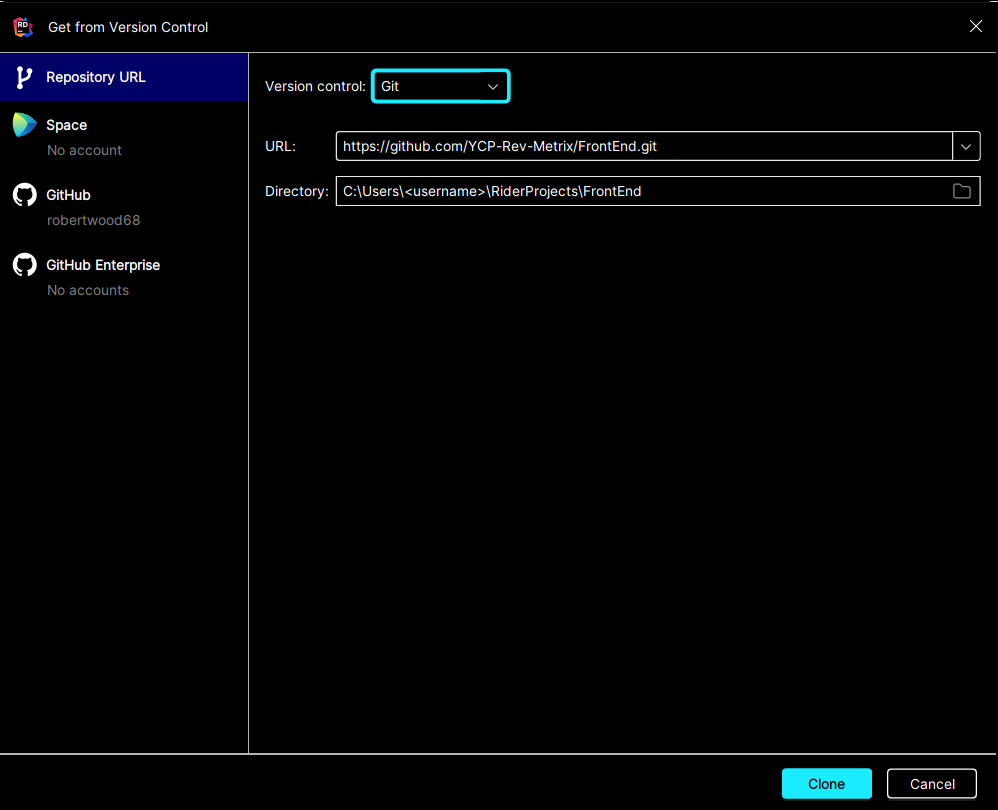 RD
Get from Version Control
Repository URL
Space
No account
GitHub
robertwood68
GitHub Enterprise
No accounts
Version control: Git
URL: https://github.com/YCP-Rev-Metrix/FrontEnd.git
Directory: C:\Users\<username>\RiderProjects\FrontEnd
Clone Cancel